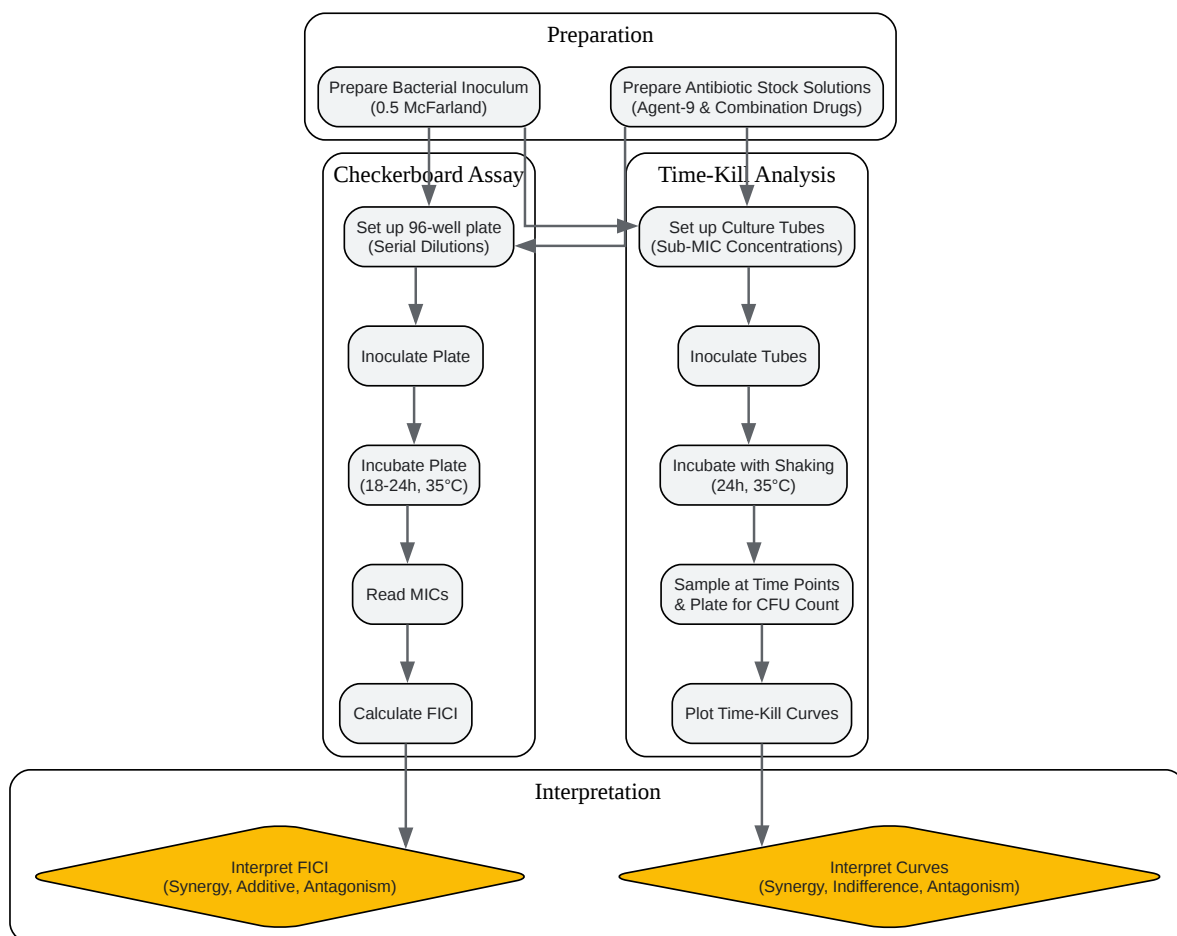 Preparation
Prepare Bacterial Inoculum
(0.5 McFarland)
Prepare Antibiotic Stock Solutions
(Agent-9 & Combination Drugs)
Checkerboard Assay
Set up 96-well plate
(Serial Dilutions)
Inoculate Plate
Incubate Plate
(18-24h, 35°C)
Read MICs
Calculate FICI
Time-Kill Analysis
Set up Culture Tubes
(Sub-MIC Concentrations)
Inoculate Tubes
Incubate with Shaking
(24h, 35°C)
Sample at Time Points
& Plate for CFU Count
Plot Time-Kill Curves
Interpretation
Interpret FICI
(Synergy, Additive, Antagonism)
Interpret Curves
(Synergy, Indifference, Antagonism)